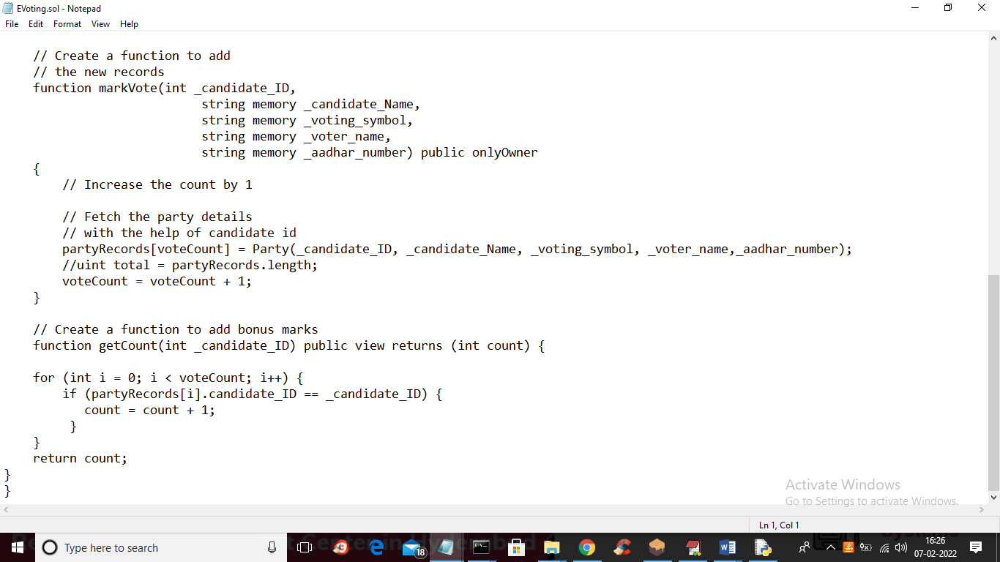 EVoting.sol - Notepad
File Edit Format View Help
// Create a function to add
// the new records
function markVote(int _candidate_ID,
string memory _candidate_Name,
string memory _voting_symbol,
string memory _voter_name,
string memory _aadhar_number) public onlyOwner
{
// Increase the count by 1
// Fetch the party details
// with the help of candidate id
partyRecords[voteCount] = Party(_candidate_ID, _candidate_Name, _voting_symbol, _voter_name,_aadhar_number);
//uint total = partyRecords.length;
voteCount = voteCount + 1;
}
// Create a function to add bonus marks
function getCount(int _candidate_ID) public view returns (int count) {
for (int i = 0; i < voteCount; i++) {
if (partyRecords[i].candidate_ID == _candidate_ID) {
count = count + 1;
}
}
return count;
}
}
Activate Windows
Go to Settings to activate Windows.
Ln 1, Col 1
Type here to search
18
16:26
07-02-2022